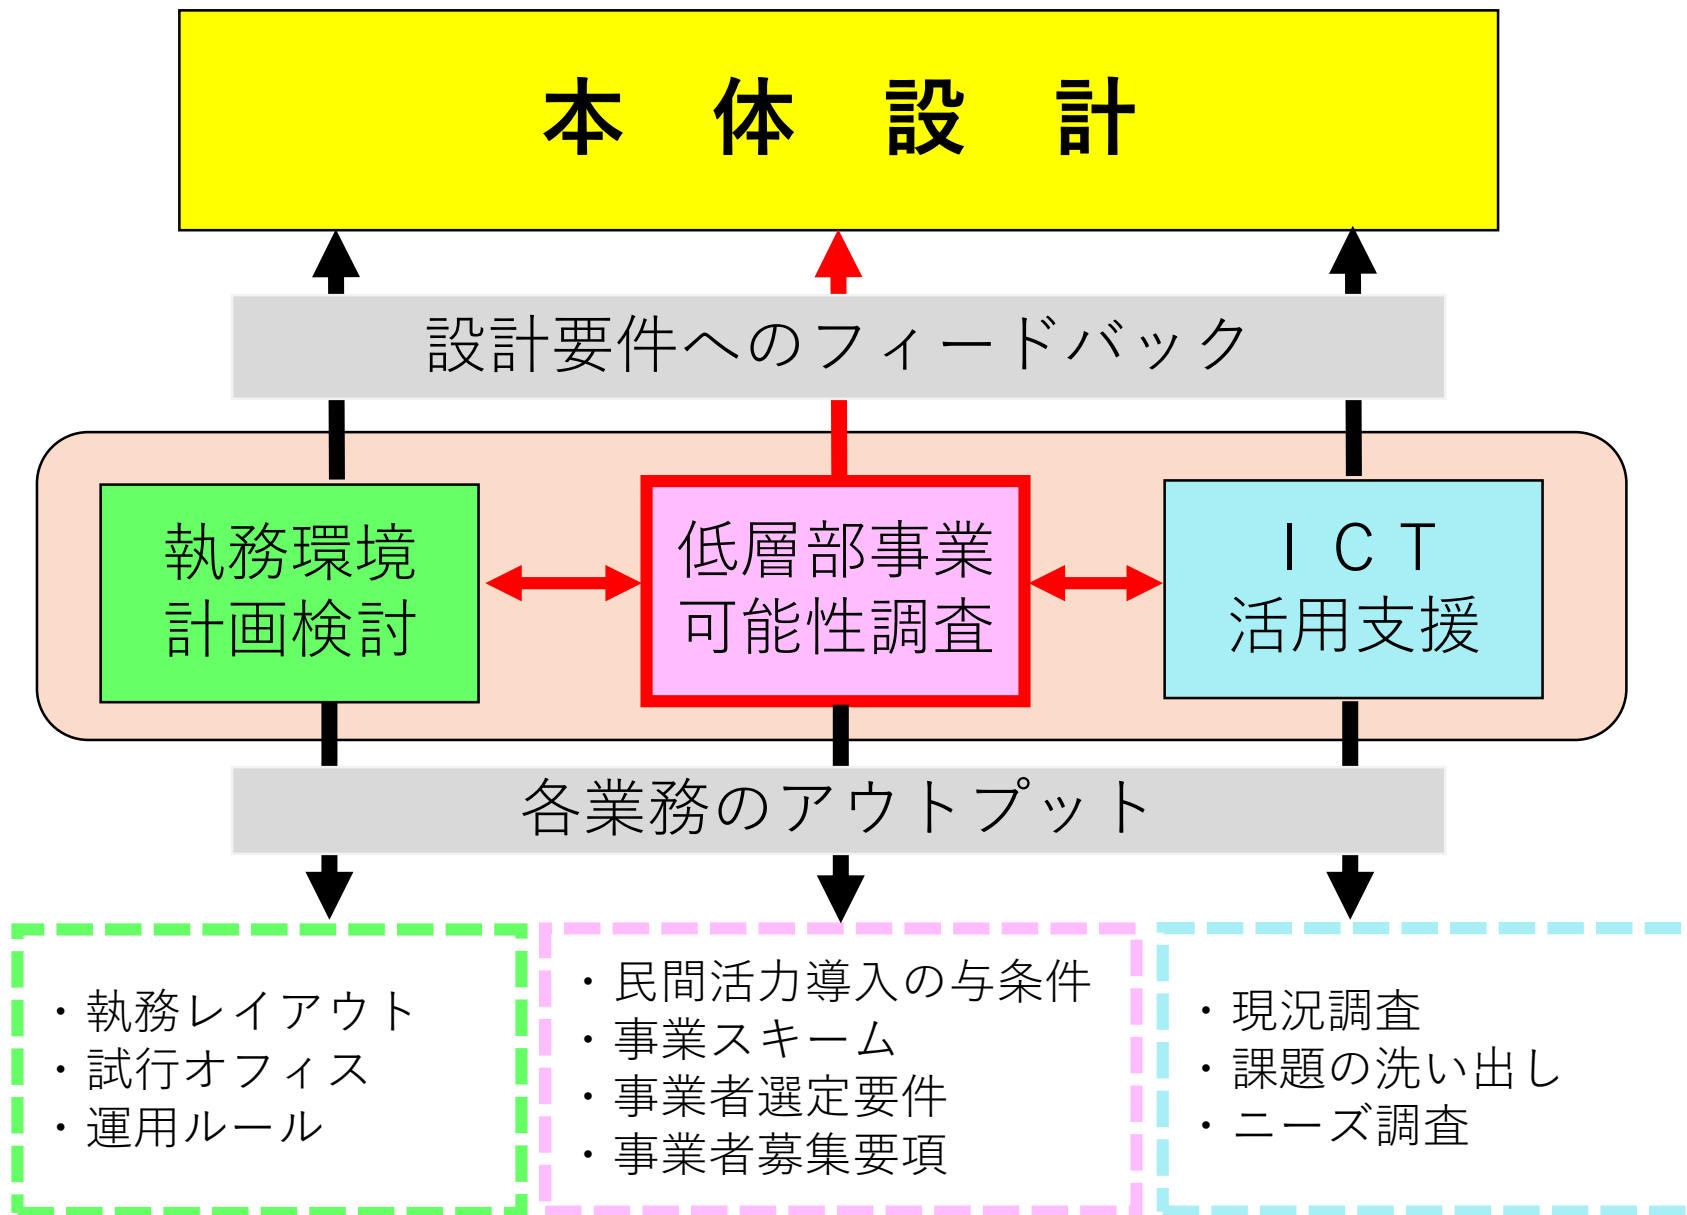 本　体　設　計
設計要件へのフィードバック
執務環境
計画検討
低層部事業
可能性調査
ＩＣＴ
活用支援
各業務のアウトプット
・執務レイアウト
・試行オフィス
・運用ルール
・民間活力導入の与条件
・事業スキーム
・事業者選定要件
・事業者募集要項
・現況調査
・課題の洗い出し
・ニーズ調査